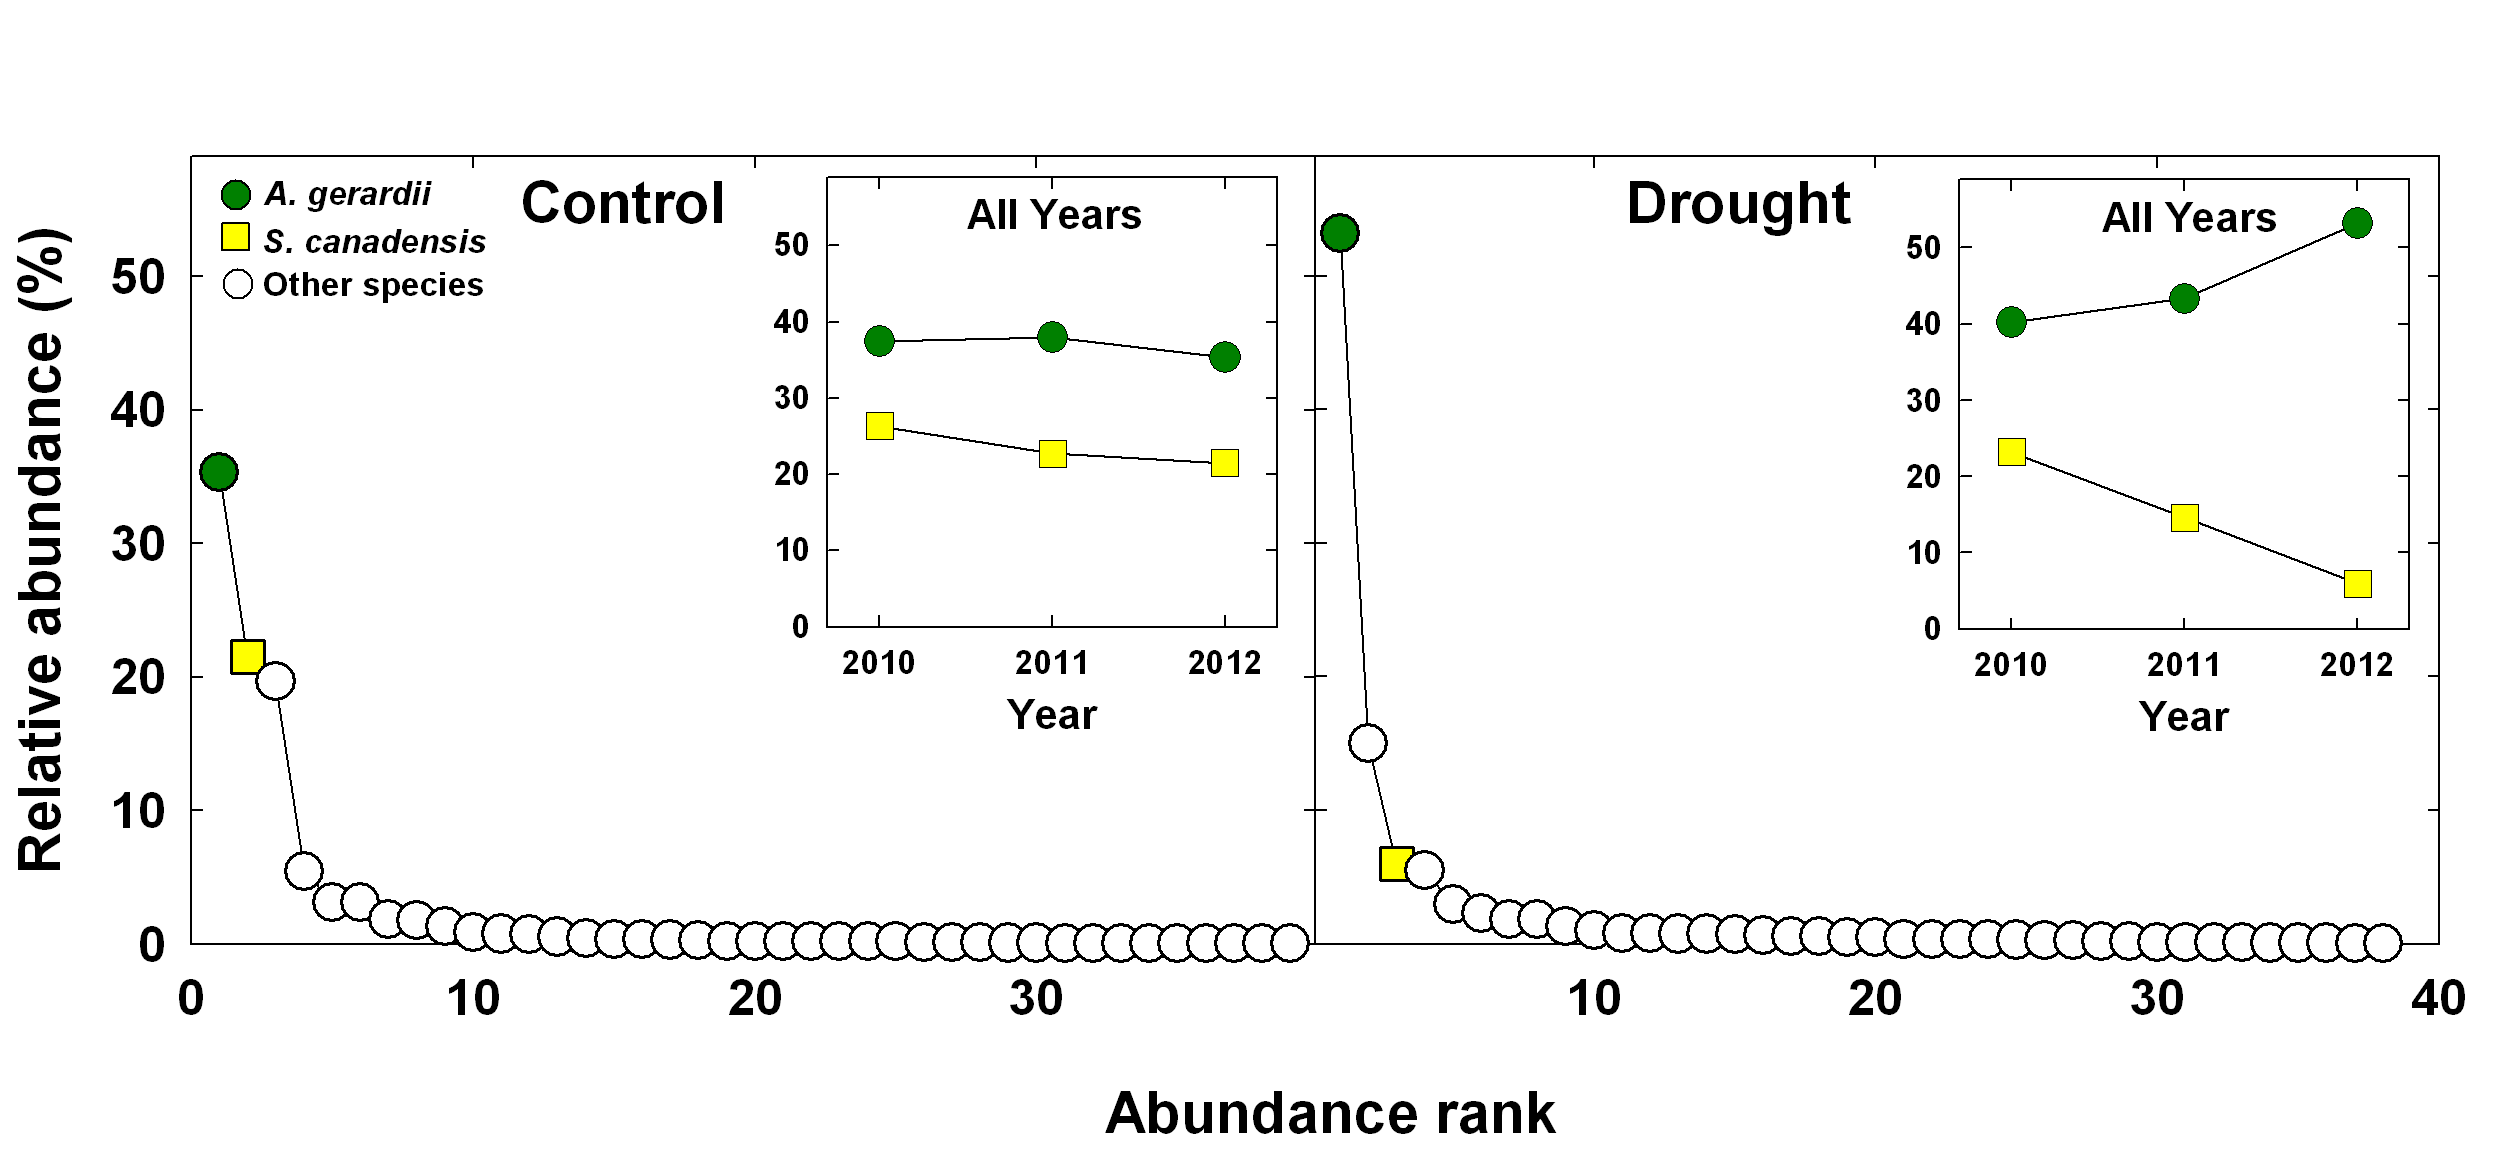 Relative abundance (%)
50
40
30
20
10
0
A. gerardii
S. canadensis
Other species
Control
All Years
50
40
30
20
10
0
2010 2011 2012
Year
Drought
All Years
50
40
30
20
10
0
2010 2011 2012
Year
0 10 20 30 10 20 30 40
Abundance rank